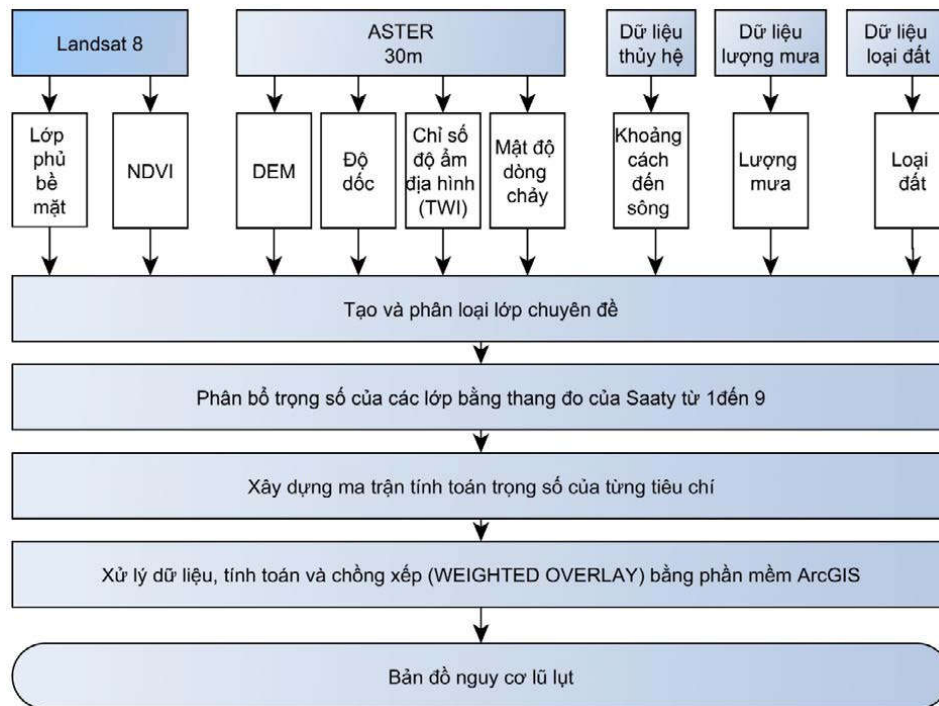 Landsat 8
ASTER
30m
Dữ liệu
thủy hệ
Dữ liệu
lượng mưa
Dữ liệu
loại đất
Lớp
phủ
bề
mặt
NDVI
DEM
Độ
dốc
Chỉ số
độ ẩm
địa hình
(TWI)
Mật độ
dòng
chảy
Khoảng
cách
đến
sông
Lượng
mưa
Loại
đất
Tạo và phân loại lớp chuyên đề
Phân bổ trọng số của các lớp bằng thang đo của Saaty từ 1đến 9
Xây dựng ma trận tính toán trọng số của từng tiêu chí
Xử lý dữ liệu, tính toán và chồng xếp (WEIGHTED OVERLAY) bằng phần mềm ArcGIS
Bản đồ nguy cơ lũ lụt